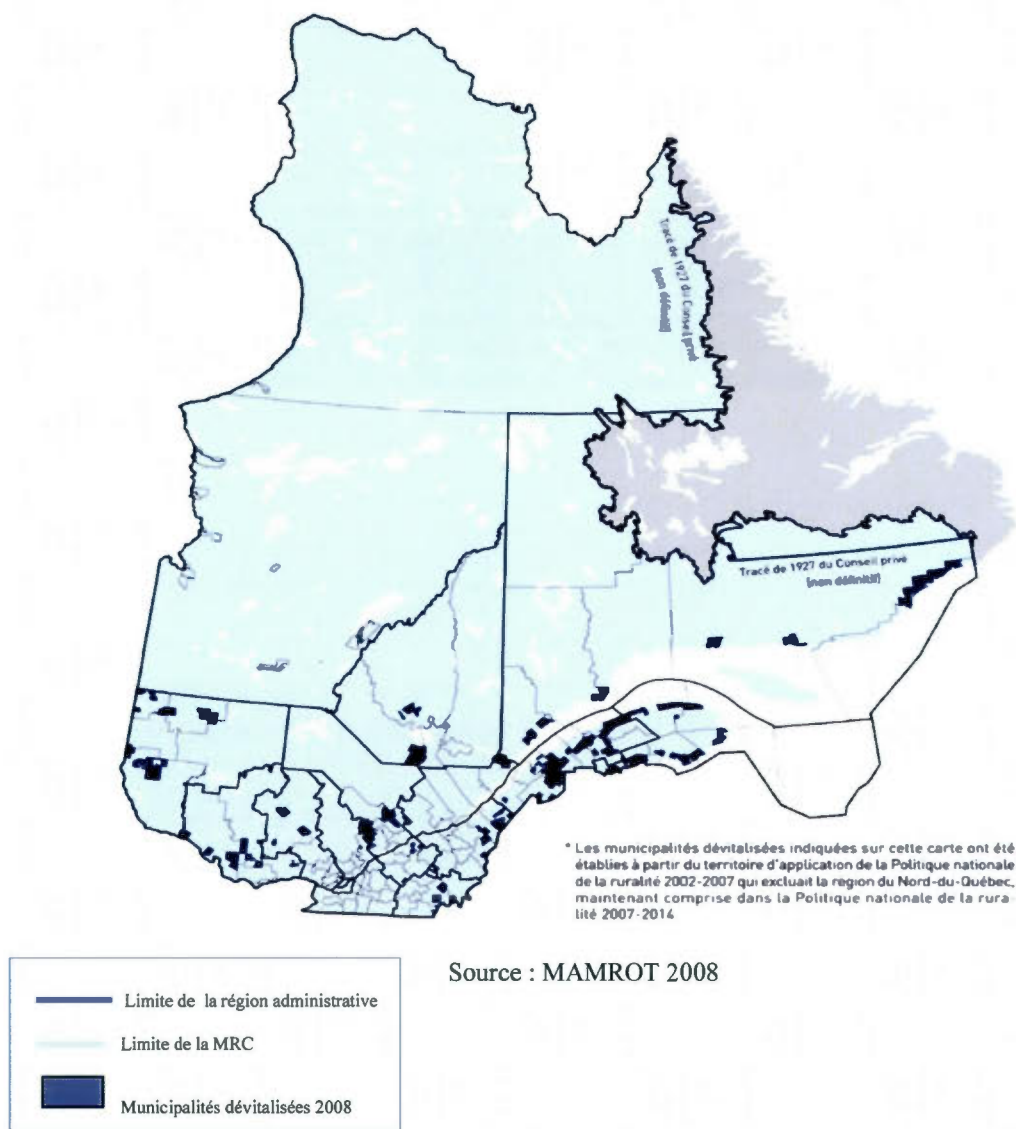 Tracé de 1927 du Conseil privé
(non définitif)
Tracé de 1927 du Conseil privé
(non définitif)
* Les municipalités dévitalisées indiquées sur cette carte ont été
établies à partir du territoire d'application de la Politique nationale
de la ruralité 2002-2007 qui excluait la region du Nord-du-Québec,
maintenant comprise dans la Politique nationale de la rura-
lité 2007-2014
Source : MAMROT 2008
Limite de la région administrative
Limite de la MRC
Municipalités dévitalisées 2008